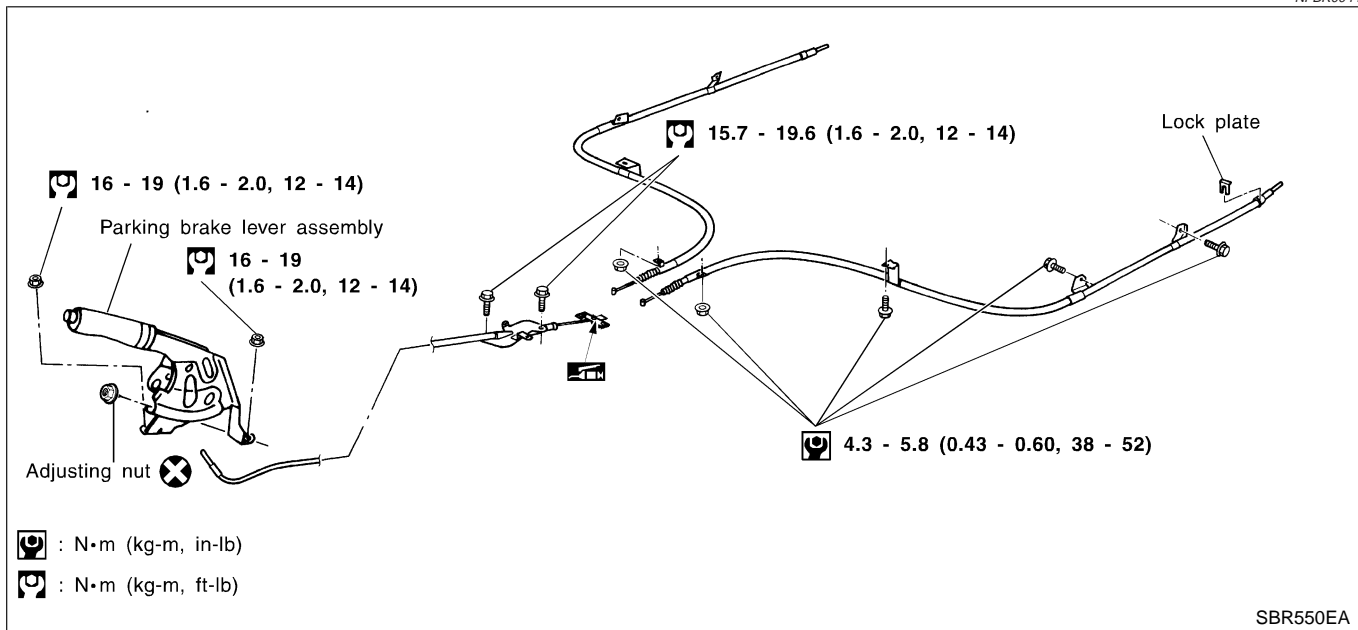 15.7 - 19.6 (1.6 - 2.0, 12 - 14)
Lock plate
16 - 19 (1.6 - 2.0, 12 - 14)
Parking brake lever assembly
16 - 19
(1.6 - 2.0, 12 - 14)
4.3 - 5.8 (0.43 - 0.60, 38 - 52)
Adjusting nut
: N•m (kg-m, in-lb)
: N•m (kg-m, ft-lb)
SBR550EA